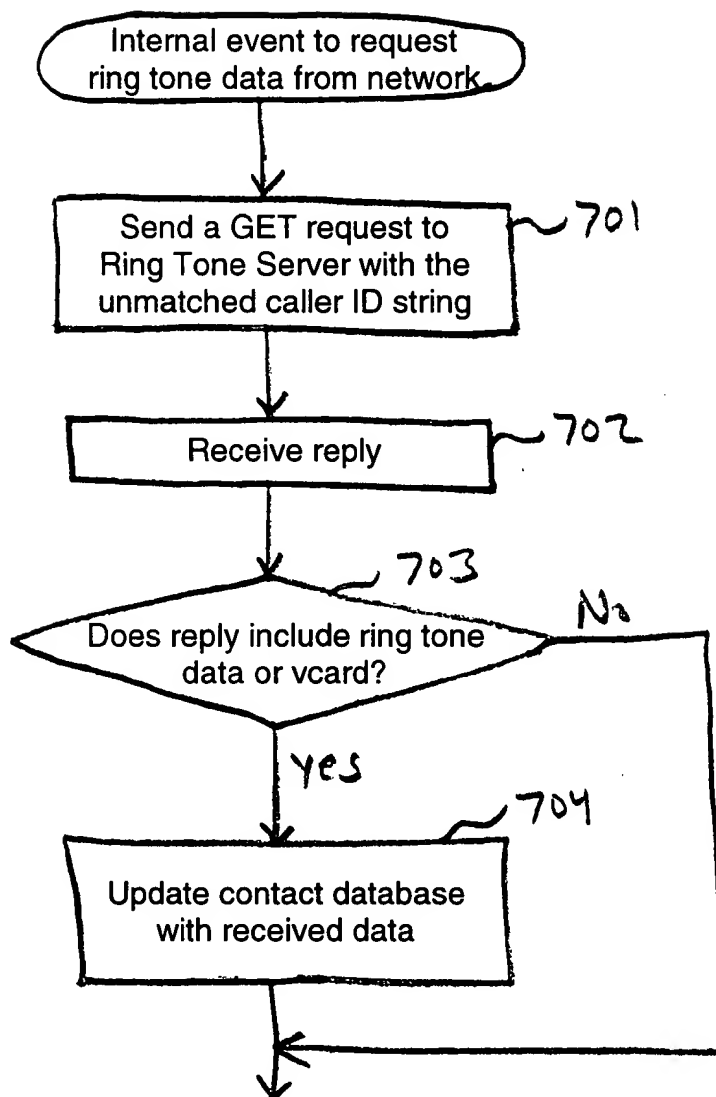 Internal event to request
ring tone data from network
Send a GET request to
Ring Tone Server with the
unmatched caller ID string
701
Receive reply
702
703
Does reply include ring tone
data or vcard?
No
yes
704
Update contact database
with received data